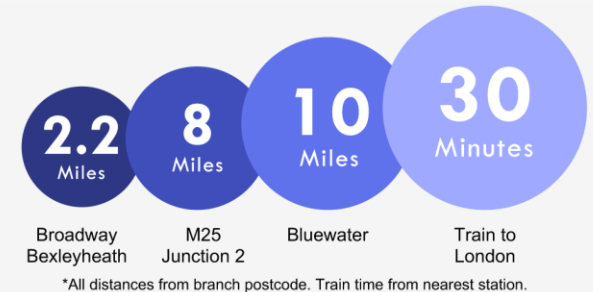 2.2
Miles
8
Miles
10
Miles
30
Minutes
Broadway
Bexleyheath
M25
Junction 2
Bluewater
Train to
London
*All distances from branch postcode. Train time from nearest station.